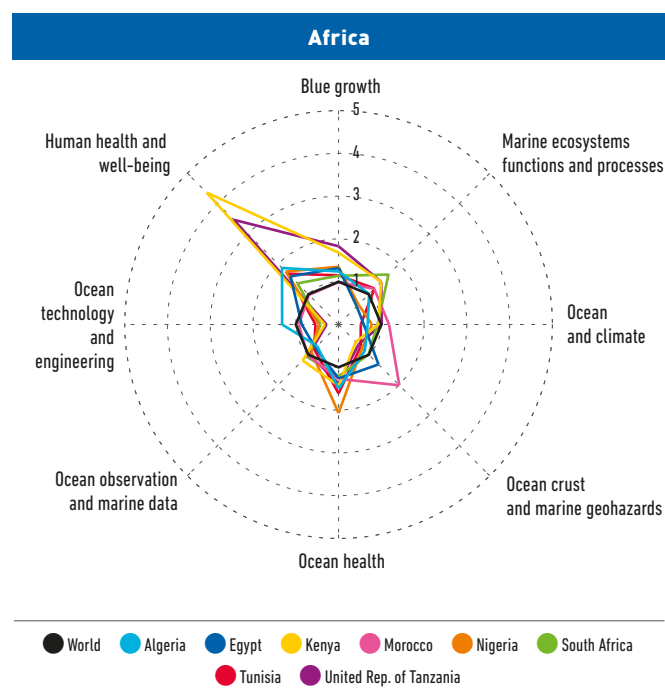 Africa
Blue growth
5
4
3
2
1
Human health and
well-being
Marine ecosystems
functions and processes
Ocean
technology
and
engineering
Ocean
and climate
Ocean observation
and marine data
Ocean crust
and marine geohazards
Ocean health
World Algeria Egypt Kenya Morocco Nigeria South Africa
Tunisia United Rep. of Tanzania